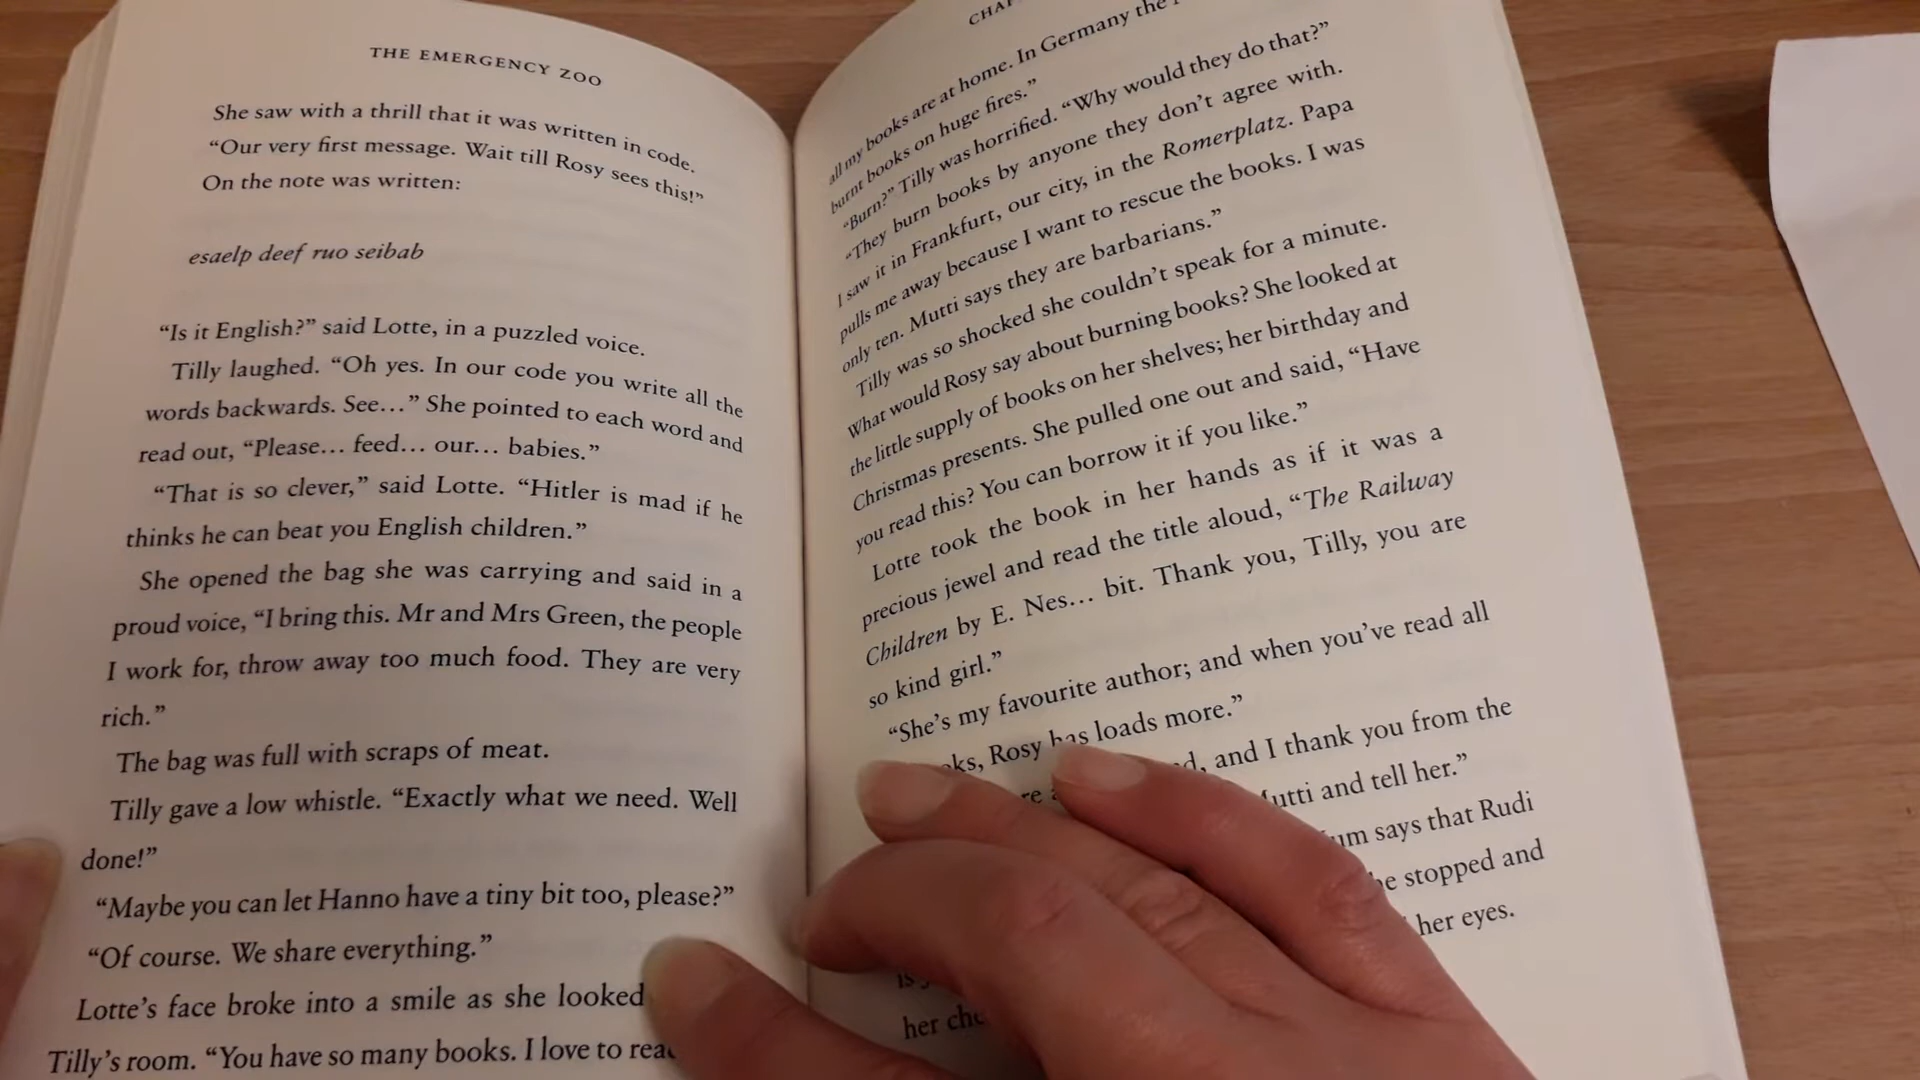 THE EMERGENCY ZOO
She saw with a thrill that it was written in code.
“Our very first message. Wait till Rosy sees this!”
On the note was written:
esaelp deef ruo seibab
“Is it English?” said Lotte, in a puzzled voice.
Tilly laughed. “Oh yes. In our code you write all the
words backwards. See…” She pointed to each word and
read out, “Please… feed… our… babies.”
“That is so clever,” said Lotte. “Hitler is mad if he
thinks he can beat you English children.”
She opened the bag she was carrying and said in a
proud voice, “I bring this. Mr and Mrs Green, the people
I work for, throw away too much food. They are very
rich.”
The bag was full with scraps of meat.
Tilly gave a low whistle. “Exactly what we need. Well
done!”
“Maybe you can let Hanno have a tiny bit too, please?”
“Of course. We share everything.”
Lotte’s face broke into a smile as she looked
Tilly’s room. “You have so many books. I love to
all my books are at home. In Germany the
burnt books on huge fires.”
“Burn?” Tilly was horrified. “Why would they do that?”
“They burn books by anyone they don’t agree with.
I saw it in Frankfurt, our city, in the Romerplatz. Papa
pulls me away because I want to rescue the books. I was
only ten. Mutti says they are barbarians.”
Tilly was so shocked she couldn’t speak for a minute.
What would Rosy say about burning books? She looked at
the little supply of books on her shelves; her birthday and
Christmas presents. She pulled one out and said, “Have
you read this? You can borrow it if you like.”
Lotte took the book in her hands as if it was a
precious jewel and read the title aloud, “The Railway
Children by E. Nes… bit. Thank you, Tilly, you are
so kind girl.”
“She’s my favourite author; and when you’ve read all
Rosy has loads more.”
and I thank you from the
Mutti and tell her.”
says that Rudi
stopped and
her eyes.
her